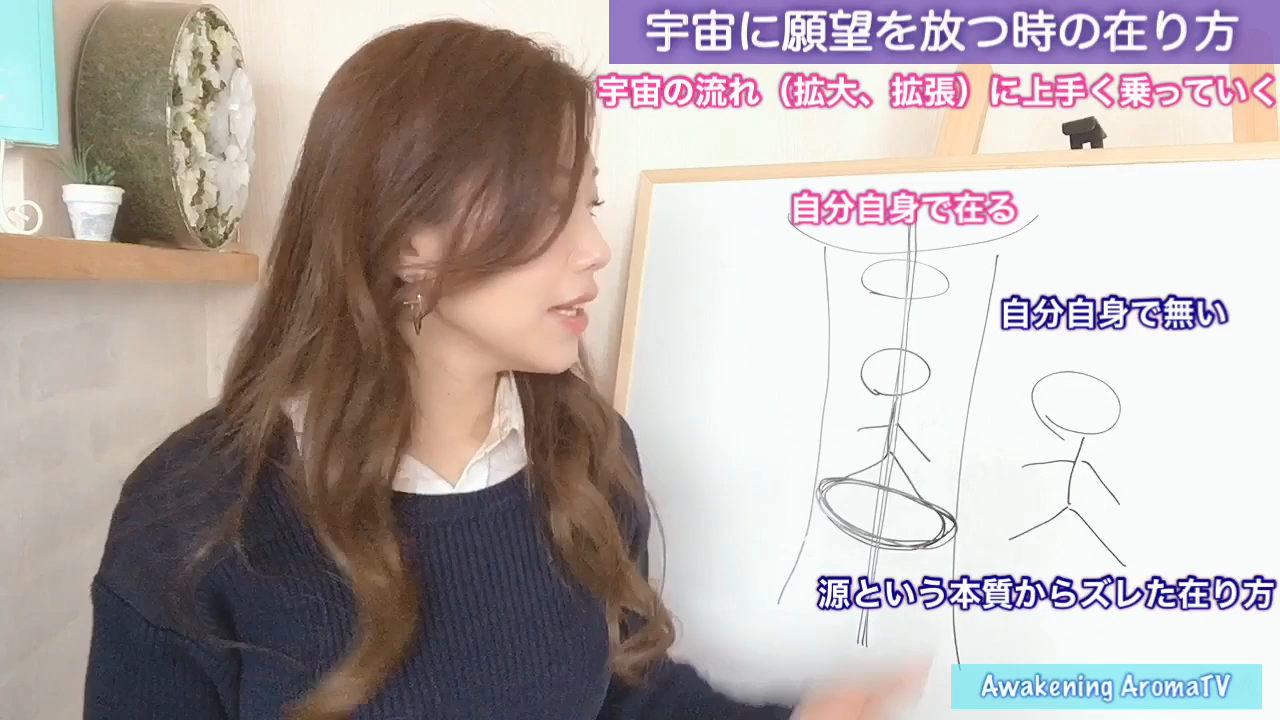 宇宙に願望を放つ時の在り方
宇宙の流れ（拡大、拡張）に上手く乗っていく
自分自身で在る
自分自身で無い
源という本質からズレた在り方
Awakening AromaTV